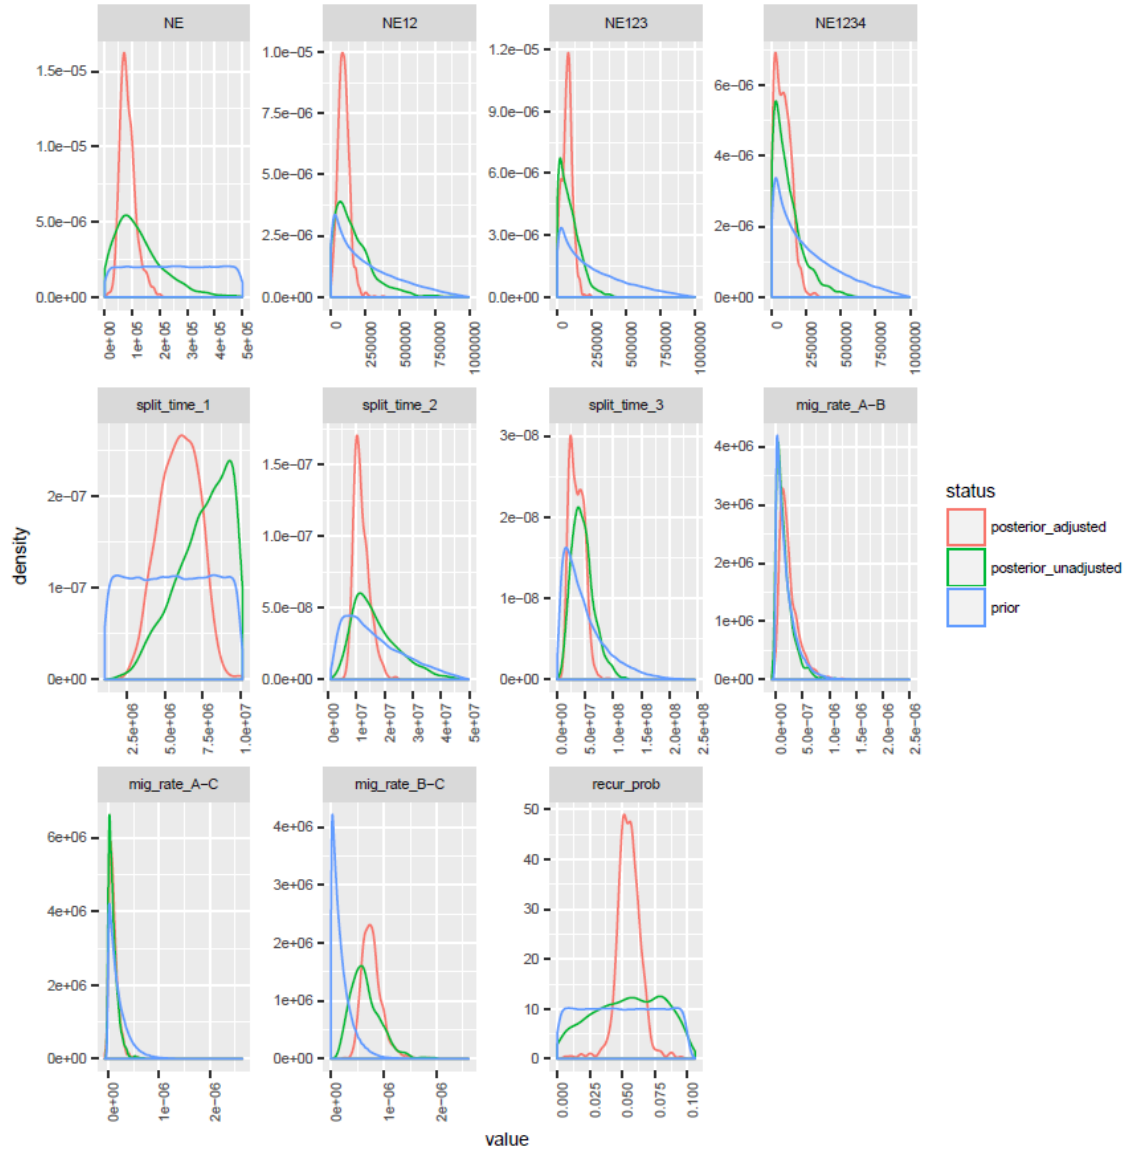 NE
NE12
NE123
NE1234
1.5e−05
1.0e−05
5.0e−06
0.0e+00
0e+00
1e+05
2e+05
3e+05
4e+05
5e+05
1.0e−05
7.5e−06
5.0e−06
2.5e−06
0.0e+00
0
250000
500000
750000
1000000
1.2e−05
9.0e−06
6.0e−06
3.0e−06
0.0e+00
0
250000
500000
750000
1000000
6e−06
4e−06
2e−06
0e+00
0
250000
500000
750000
1000000
split_time_1
split_time_2
split_time_3
mig_rate_A−B
2e−07
1e−07
0e+00
2.5e+06
5.0e+06
7.5e+06
1.0e+07
1.5e−07
1.0e−07
5.0e−08
0.0e+00
0e+00
1e+07
2e+07
3e+07
4e+07
5e+07
3e−08
2e−08
1e−08
0e+00
0.0e+00
5.0e+07
1.0e+08
1.5e+08
2.0e+08
2.5e+08
4e+06
3e+06
2e+06
1e+06
0e+00
0.0e+00
5.0e−07
1.0e−06
1.5e−06
2.0e−06
2.5e−06
mig_rate_A−C
mig_rate_B−C
recur_prob
6e+06
4e+06
2e+06
0e+00
0e+00
1e−06
2e−06
4e+06
3e+06
2e+06
1e+06
0e+00
0e+00
1e−06
2e−06
50
40
30
20
10
0
0.000
0.025
0.050
0.075
0.100
density
value
status
posterior_adjusted
posterior_unadjusted
prior